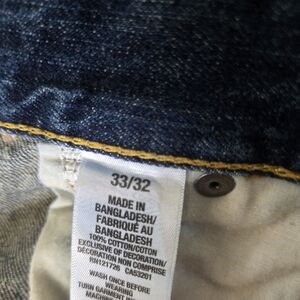 33/32
MADE IN
BANGLADESH/
FABRIQUÉ AU
BANGLADESH
100% COTTON/COTON
EXCLUSIVE OF DECORATION/
DÉCORATION NON COMPRISE
RN121726 CA53201
WASH ONCE BEFORE
WEARING
TURN GARMENT